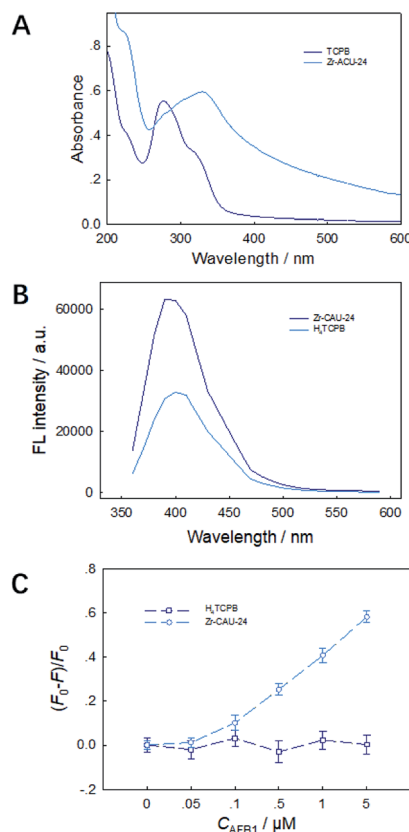 A
TCPB
Zr-ACU-24
Absorbance
.8
.6
.4
.2
0.0
200 300 400 500 600
Wavelength / nm
B
Zr-CAU-24
H₄TCPB
FL intensity / a.u.
60000
40000
20000
0
350 400 450 500 550 600
Wavelength / nm
C
H₄TCPB
Zr-CAU-24
(F₀-F)/F₀
.8
.6
.4
.2
0.0
-.2
0 .05 .1 .5 1 5
C_AFB1 / μM